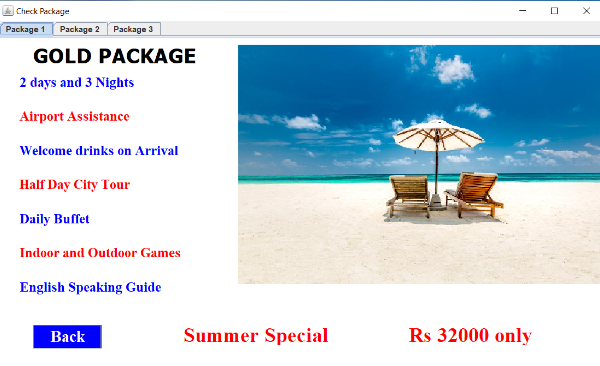 Check Package
Package 1 Package 2 Package 3
GOLD PACKAGE
2 days and 3 Nights
Airport Assistance
Welcome drinks on Arrival
Half Day City Tour
Daily Buffet
Indoor and Outdoor Games
English Speaking Guide
Back Summer Special Rs 32000 only